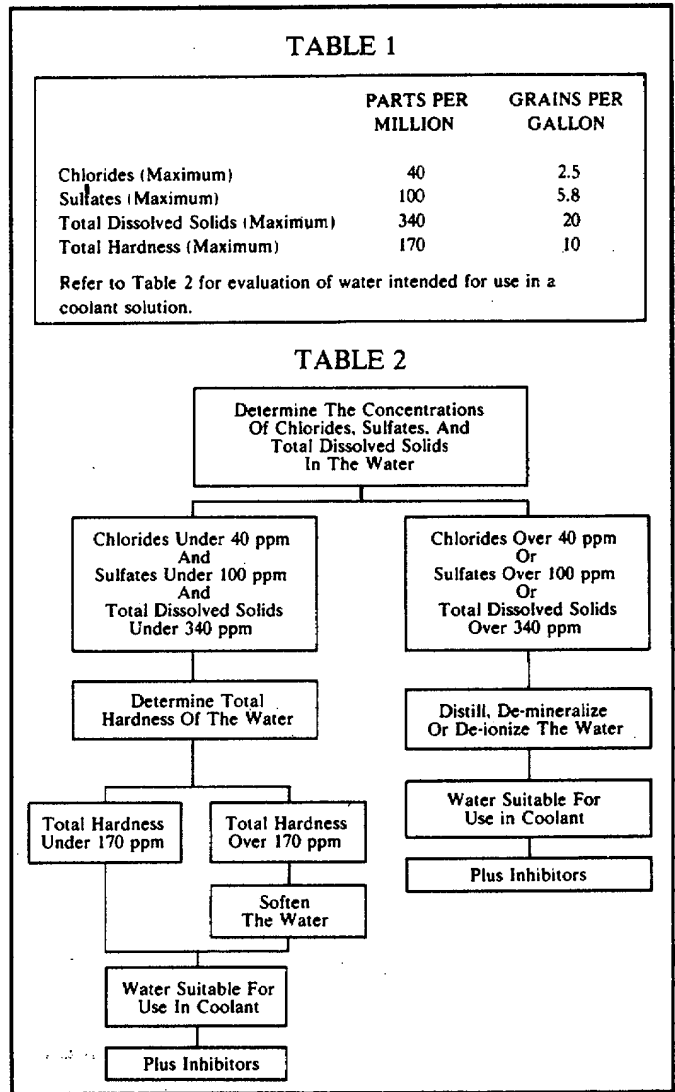 TABLE 1
PARTS PER GRAINS PER
MILLION GALLON
Chlorides (Maximum) 40 2.5
Sulfates (Maximum) 100 5.8
Total Dissolved Solids (Maximum) 340 20
Total Hardness (Maximum) 170 10
Refer to Table 2 for evaluation of water intended for use in a
coolant solution.
TABLE 2
Determine The Concentrations
Of Chlorides, Sulfates, And
Total Dissolved Solids
In The Water
Chlorides Under 40 ppm
And
Sulfates Under 100 ppm
And
Total Dissolved Solids
Under 340 ppm
Chlorides Over 40 ppm
Or
Sulfates Over 100 ppm
Or
Total Dissolved Solids
Over 340 ppm
Determine Total
Hardness Of The Water
Distill, De-mineralize
Or De-ionize The Water
Total Hardness
Under 170 ppm
Total Hardness
Over 170 ppm
Water Suitable For
Use in Coolant
Soften
The Water
Plus Inhibitors
Water Suitable For
Use In Coolant
Plus Inhibitors